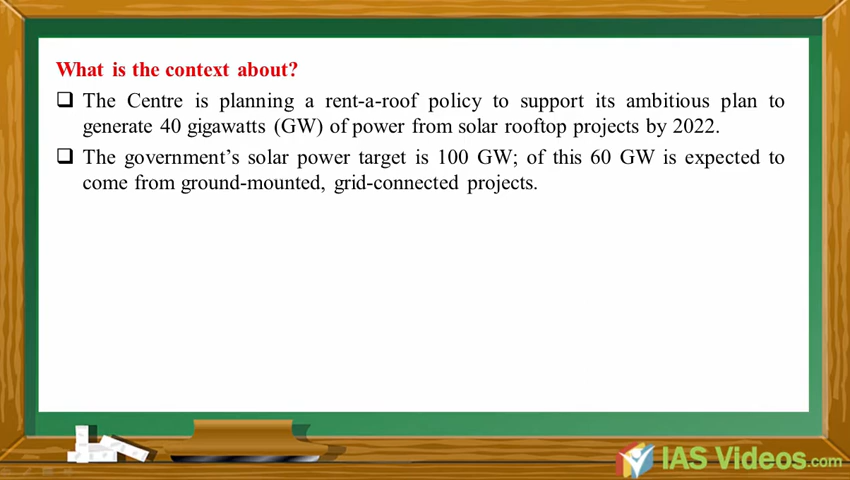 What is the context about?
❑ The Centre is planning a rent-a-roof policy to support its ambitious plan to
generate 40 gigawatts (GW) of power from solar rooftop projects by 2022.
❑ The government’s solar power target is 100 GW; of this 60 GW is expected to
come from ground-mounted, grid-connected projects.
IAS Videos.com